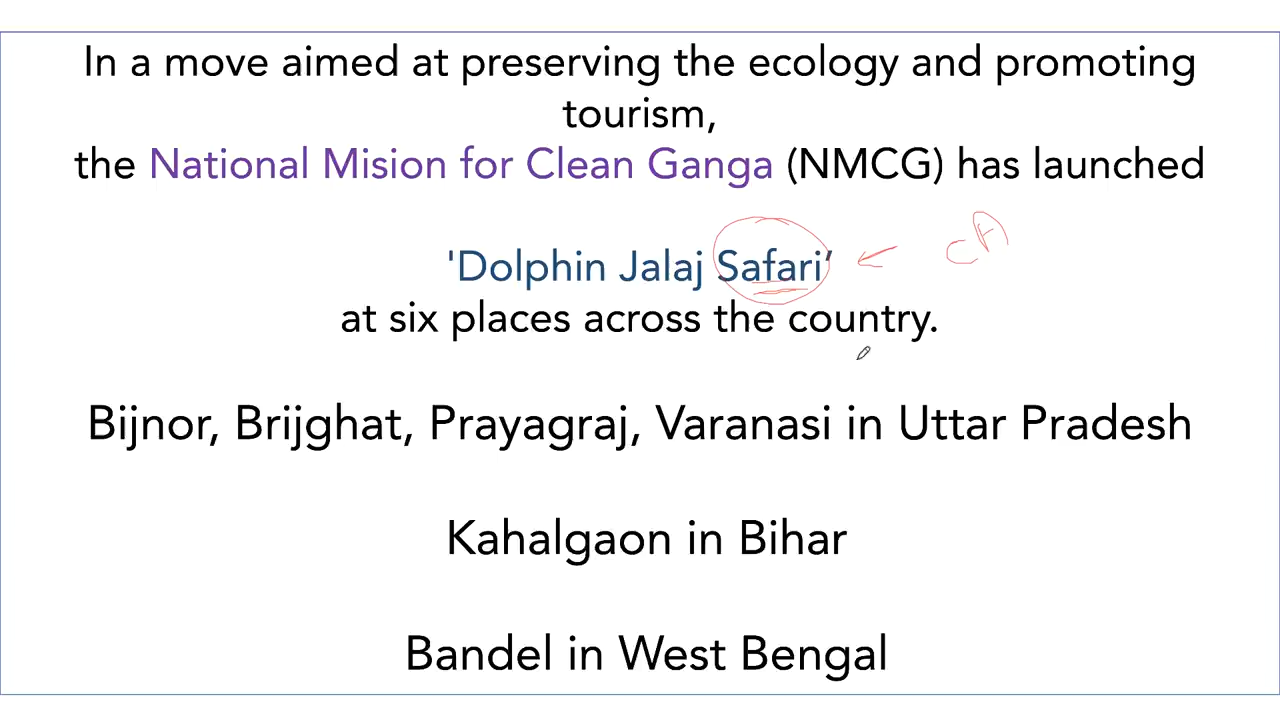 In a move aimed at preserving the ecology and promoting
tourism,
the National Mision for Clean Ganga (NMCG) has launched
'Dolphin Jalaj Safari’
at six places across the country.
Bijnor, Brijghat, Prayagraj, Varanasi in Uttar Pradesh
Kahalgaon in Bihar
Bandel in West Bengal